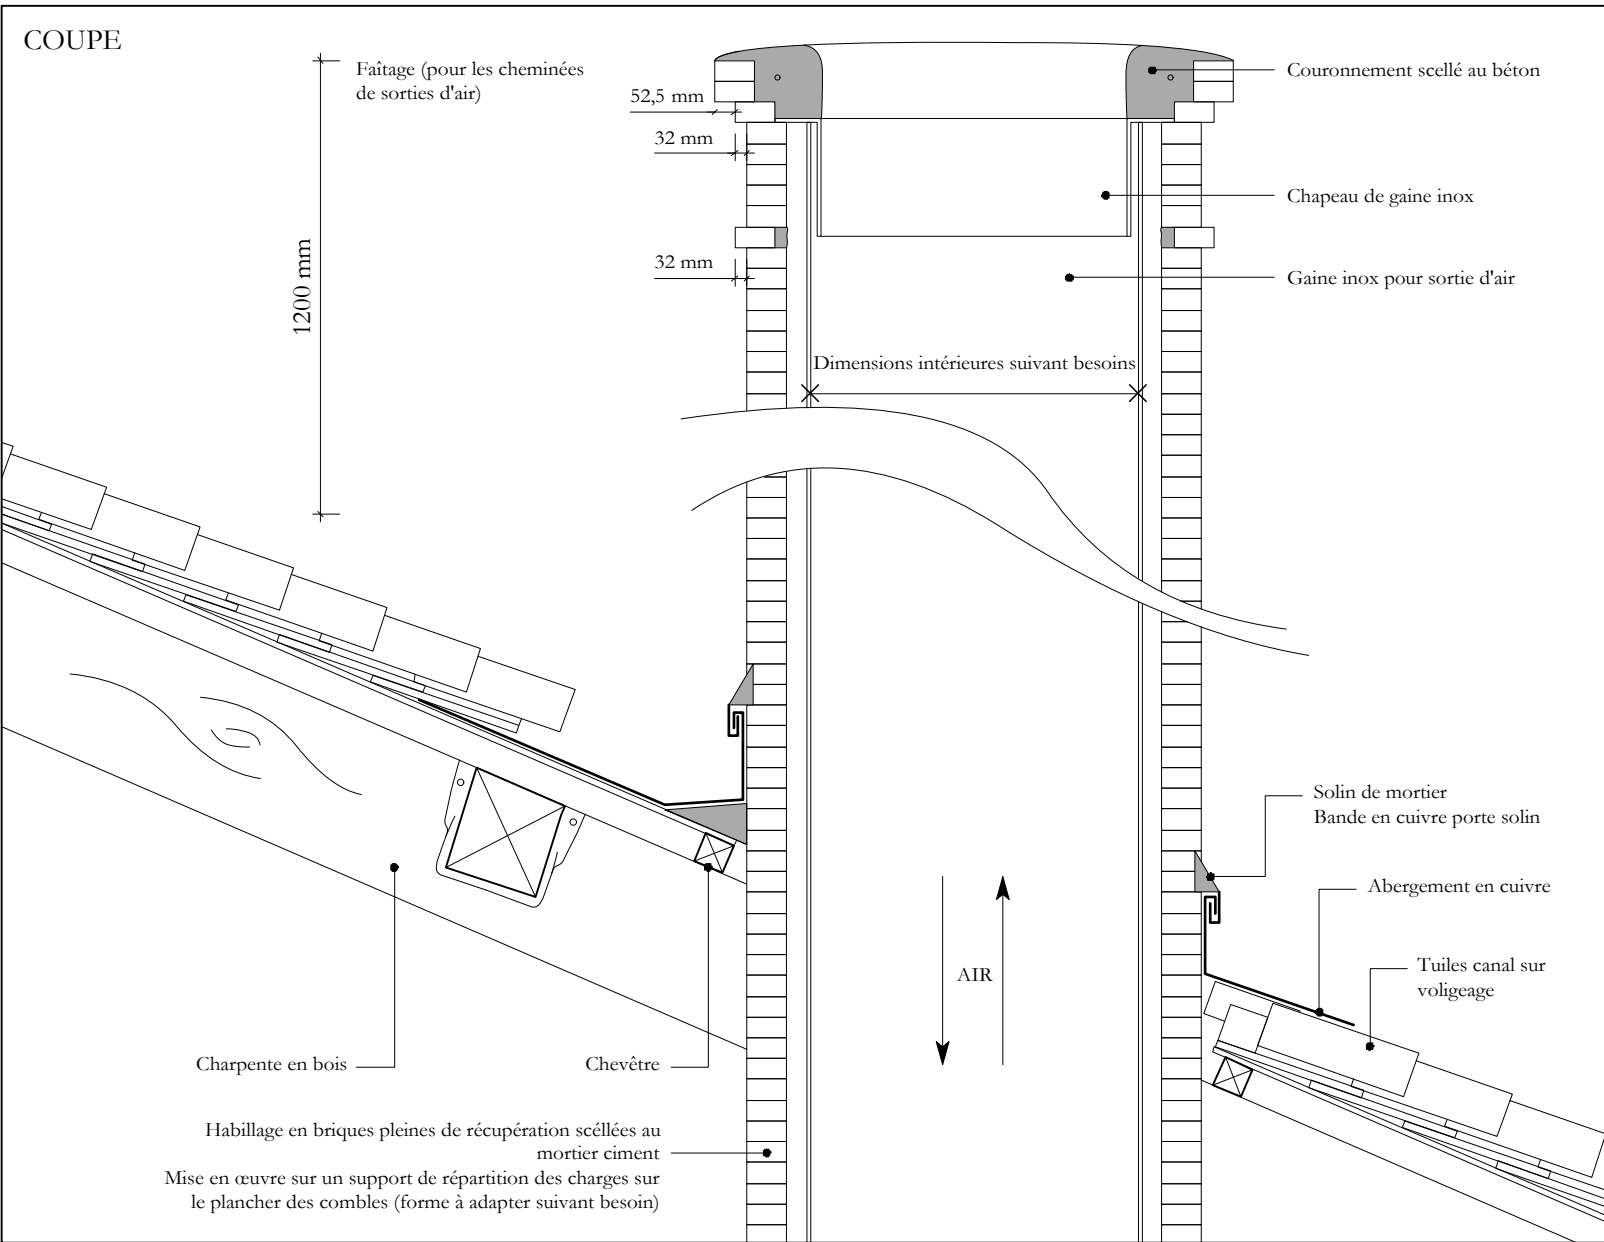 COUPE
Faîtage (pour les cheminées
de sorties d'air)
52,5 mm
32 mm
32 mm
1200 mm
Couronnement scellé au béton
Chapeau de gaine inox
Gaine inox pour sortie d'air
Dimensions intérieures suivant besoins
Solin de mortier
Bande en cuivre porte solin
Abergement en cuivre
Tuiles canal sur
voligeage
AIR
Charpente en bois
Chevêtre
Habillage en briques pleines de récupération scéllées au
mortier ciment
Mise en œuvre sur un support de répartition des charges sur
le plancher des combles (forme à adapter suivant besoin)